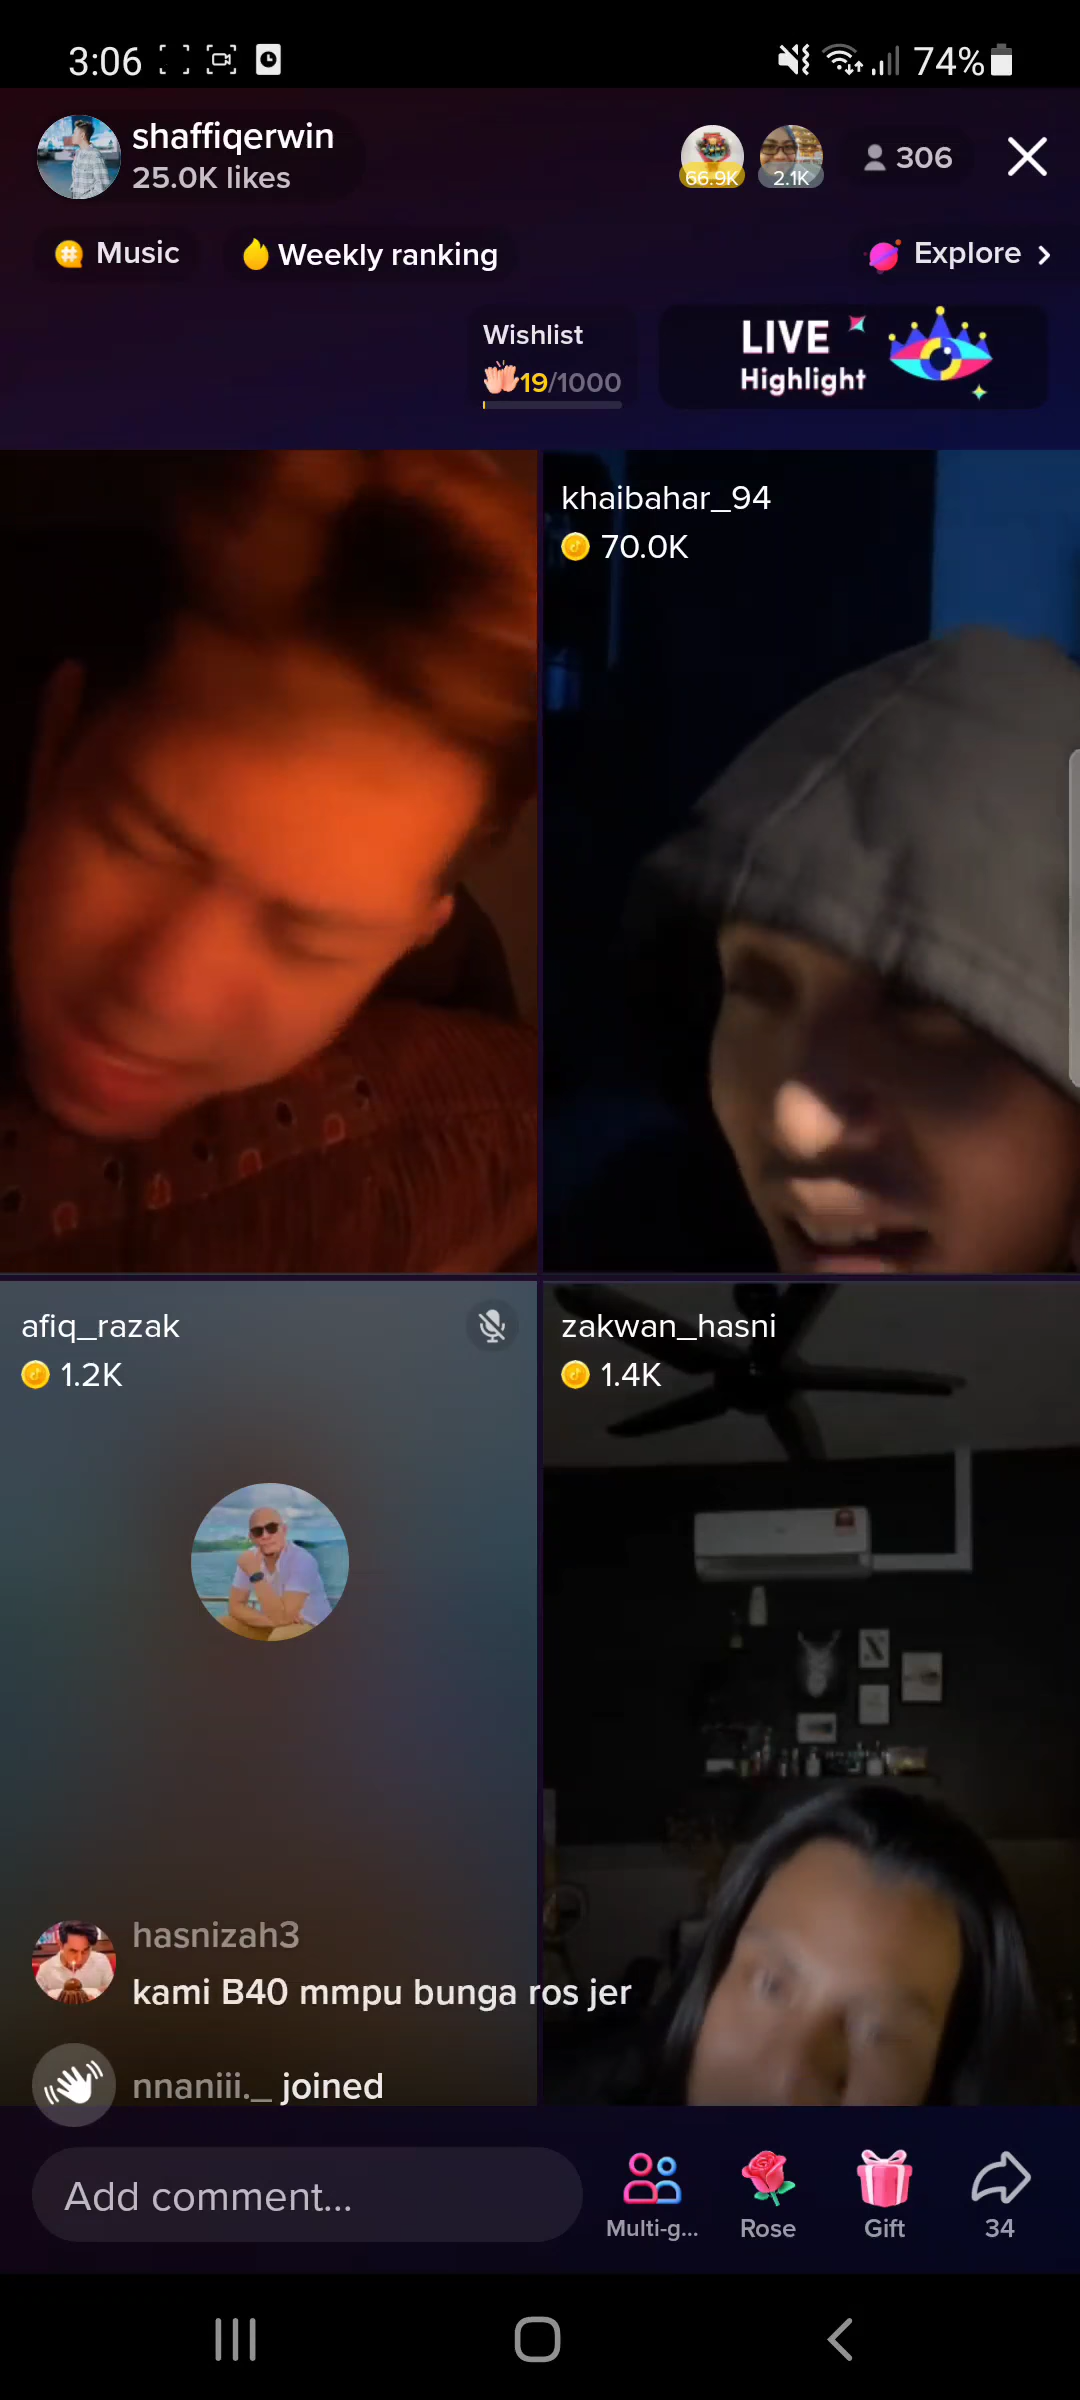 3:06
74%
shaffiqerwin
25.0K likes
66.9K
2.1K
306
Music
Weekly ranking
Explore
Wishlist
19/1000
LIVE
Highlight
khaibahar_94
70.0K
afiq_razak
1.2K
zakwan_hasni
1.4K
hasnizah3
kami B40 mmpu bunga ros jer
nnaniii._ joined
Add comment...
Multi-g...
Rose
Gift
34